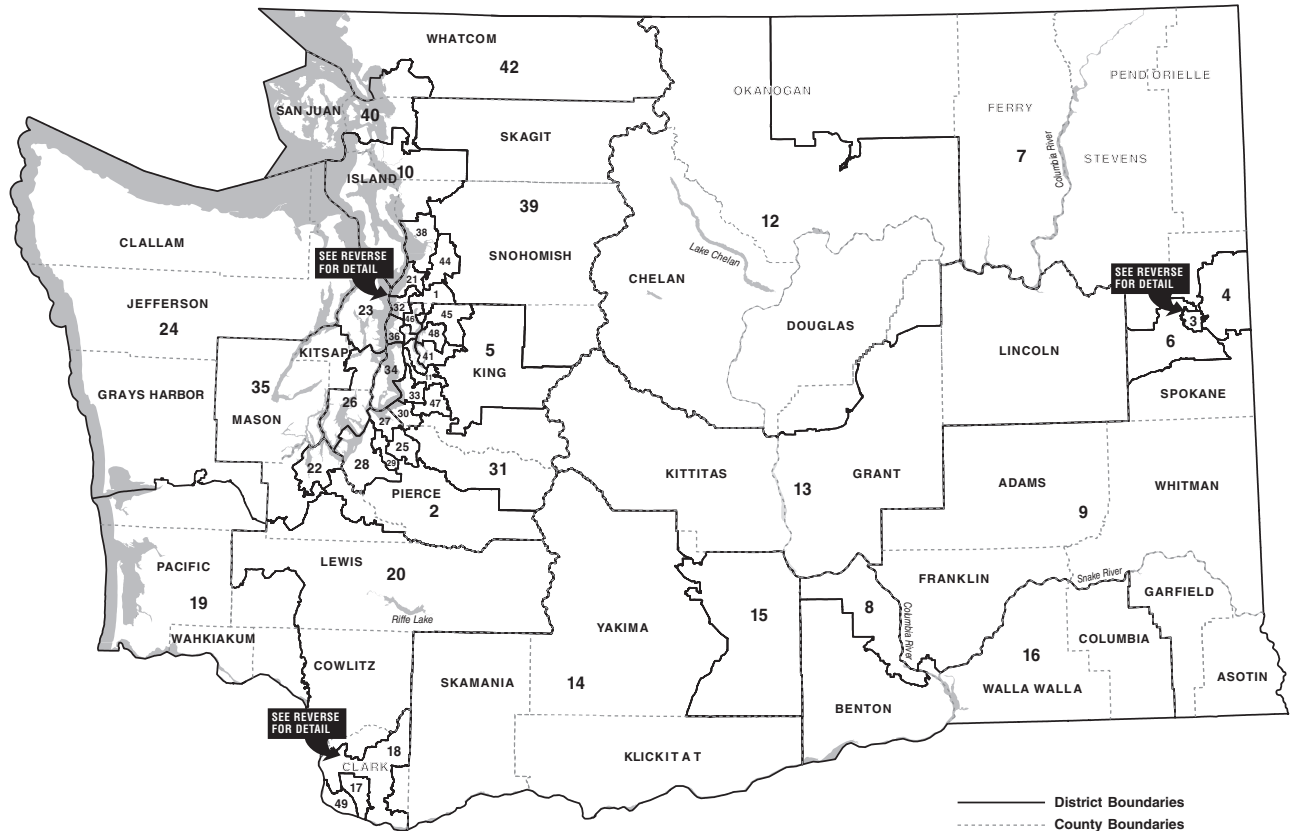 WHATCOM
42
OKANOGAN
PEND ORIELLE
SAN JUAN
40
FERRY
SKAGIT
7
Columbia River
STEVENS
ISLAND
10
39
12
38
CLALLAM
SNOHOMISH
SEE REVERSE
FOR DETAIL
44
Lake Chelan
CHELAN
21
SEE REVERSE
FOR DETAIL
1
4
JEFFERSON
24
23
32
45
46
3
DOUGLAS
36
48
6
KITSAP
41
5
LINCOLN
KING
34
11
35
GRAYS HARBOR
33
47
SPOKANE
26
MASON
27
30
25
22
28
29
31
KITTITAS
GRANT
13
ADAMS
WHITMAN
PIERCE
2
9
PACIFIC
LEWIS
20
FRANKLIN
Snake River
GARFIELD
19
8
Columbia River
15
Riffe Lake
WAHKIAKUM
YAKIMA
COLUMBIA
COWLITZ
16
SKAMANIA
14
WALLA WALLA
ASOTIN
SEE REVERSE
FOR DETAIL
BENTON
18
CLARK
KLICKITAT
17
49
District Boundaries
County Boundaries